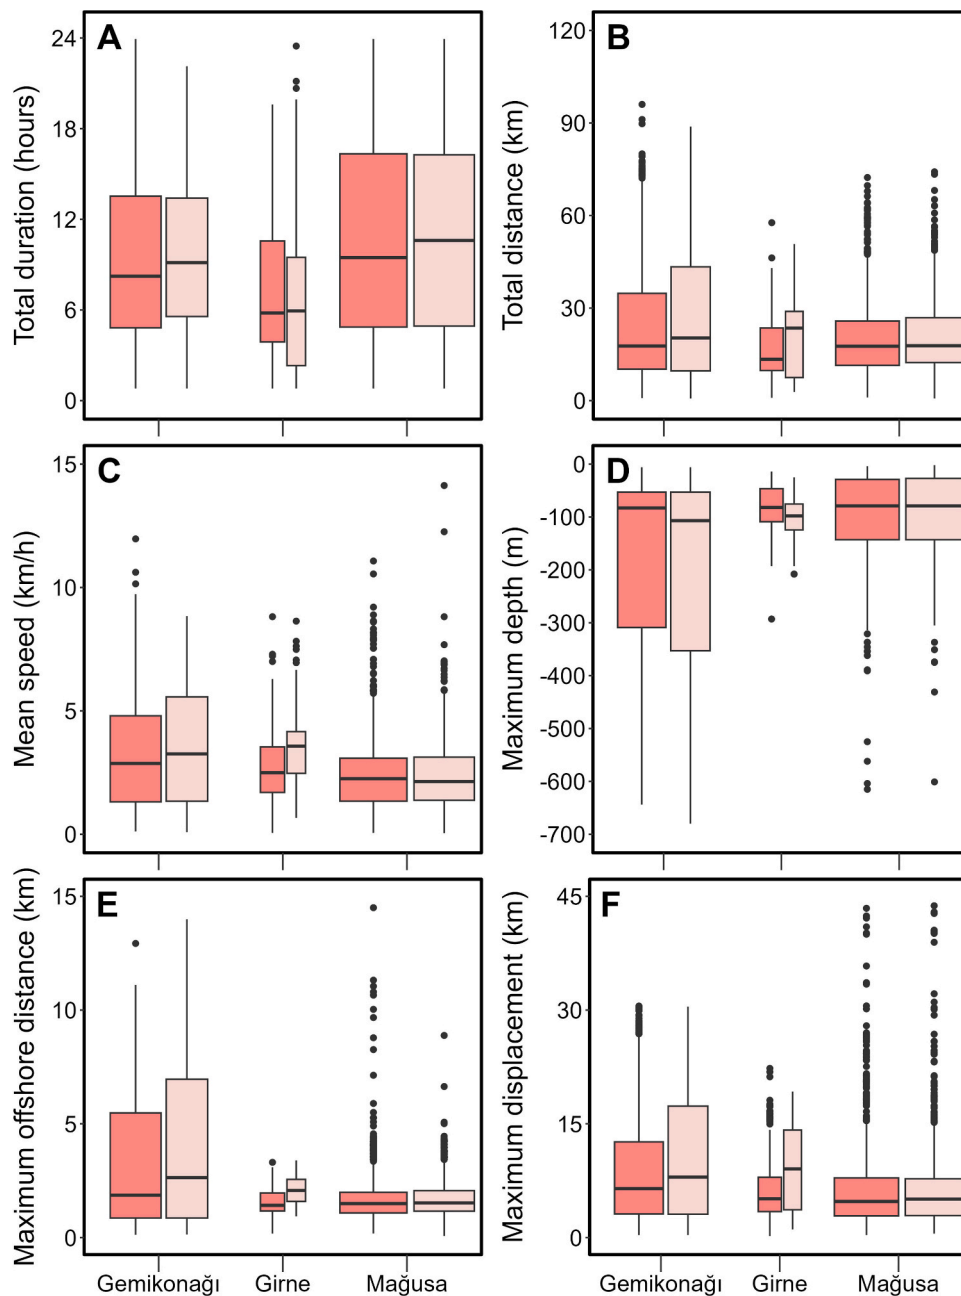 A
Total duration (hours)
24
18
12
6
0
B
Total distance (km)
120
90
60
30
0
C
Mean speed (km/h)
15
10
5
0
D
Maximum depth (m)
0
-100
-200
-300
-400
-500
-600
-700
E
Maximum offshore distance (km)
15
10
5
0
Gemikonağı Girne Mağusa
F
Maximum displacement (km)
45
30
15
0
Gemikonağı Girne Mağusa